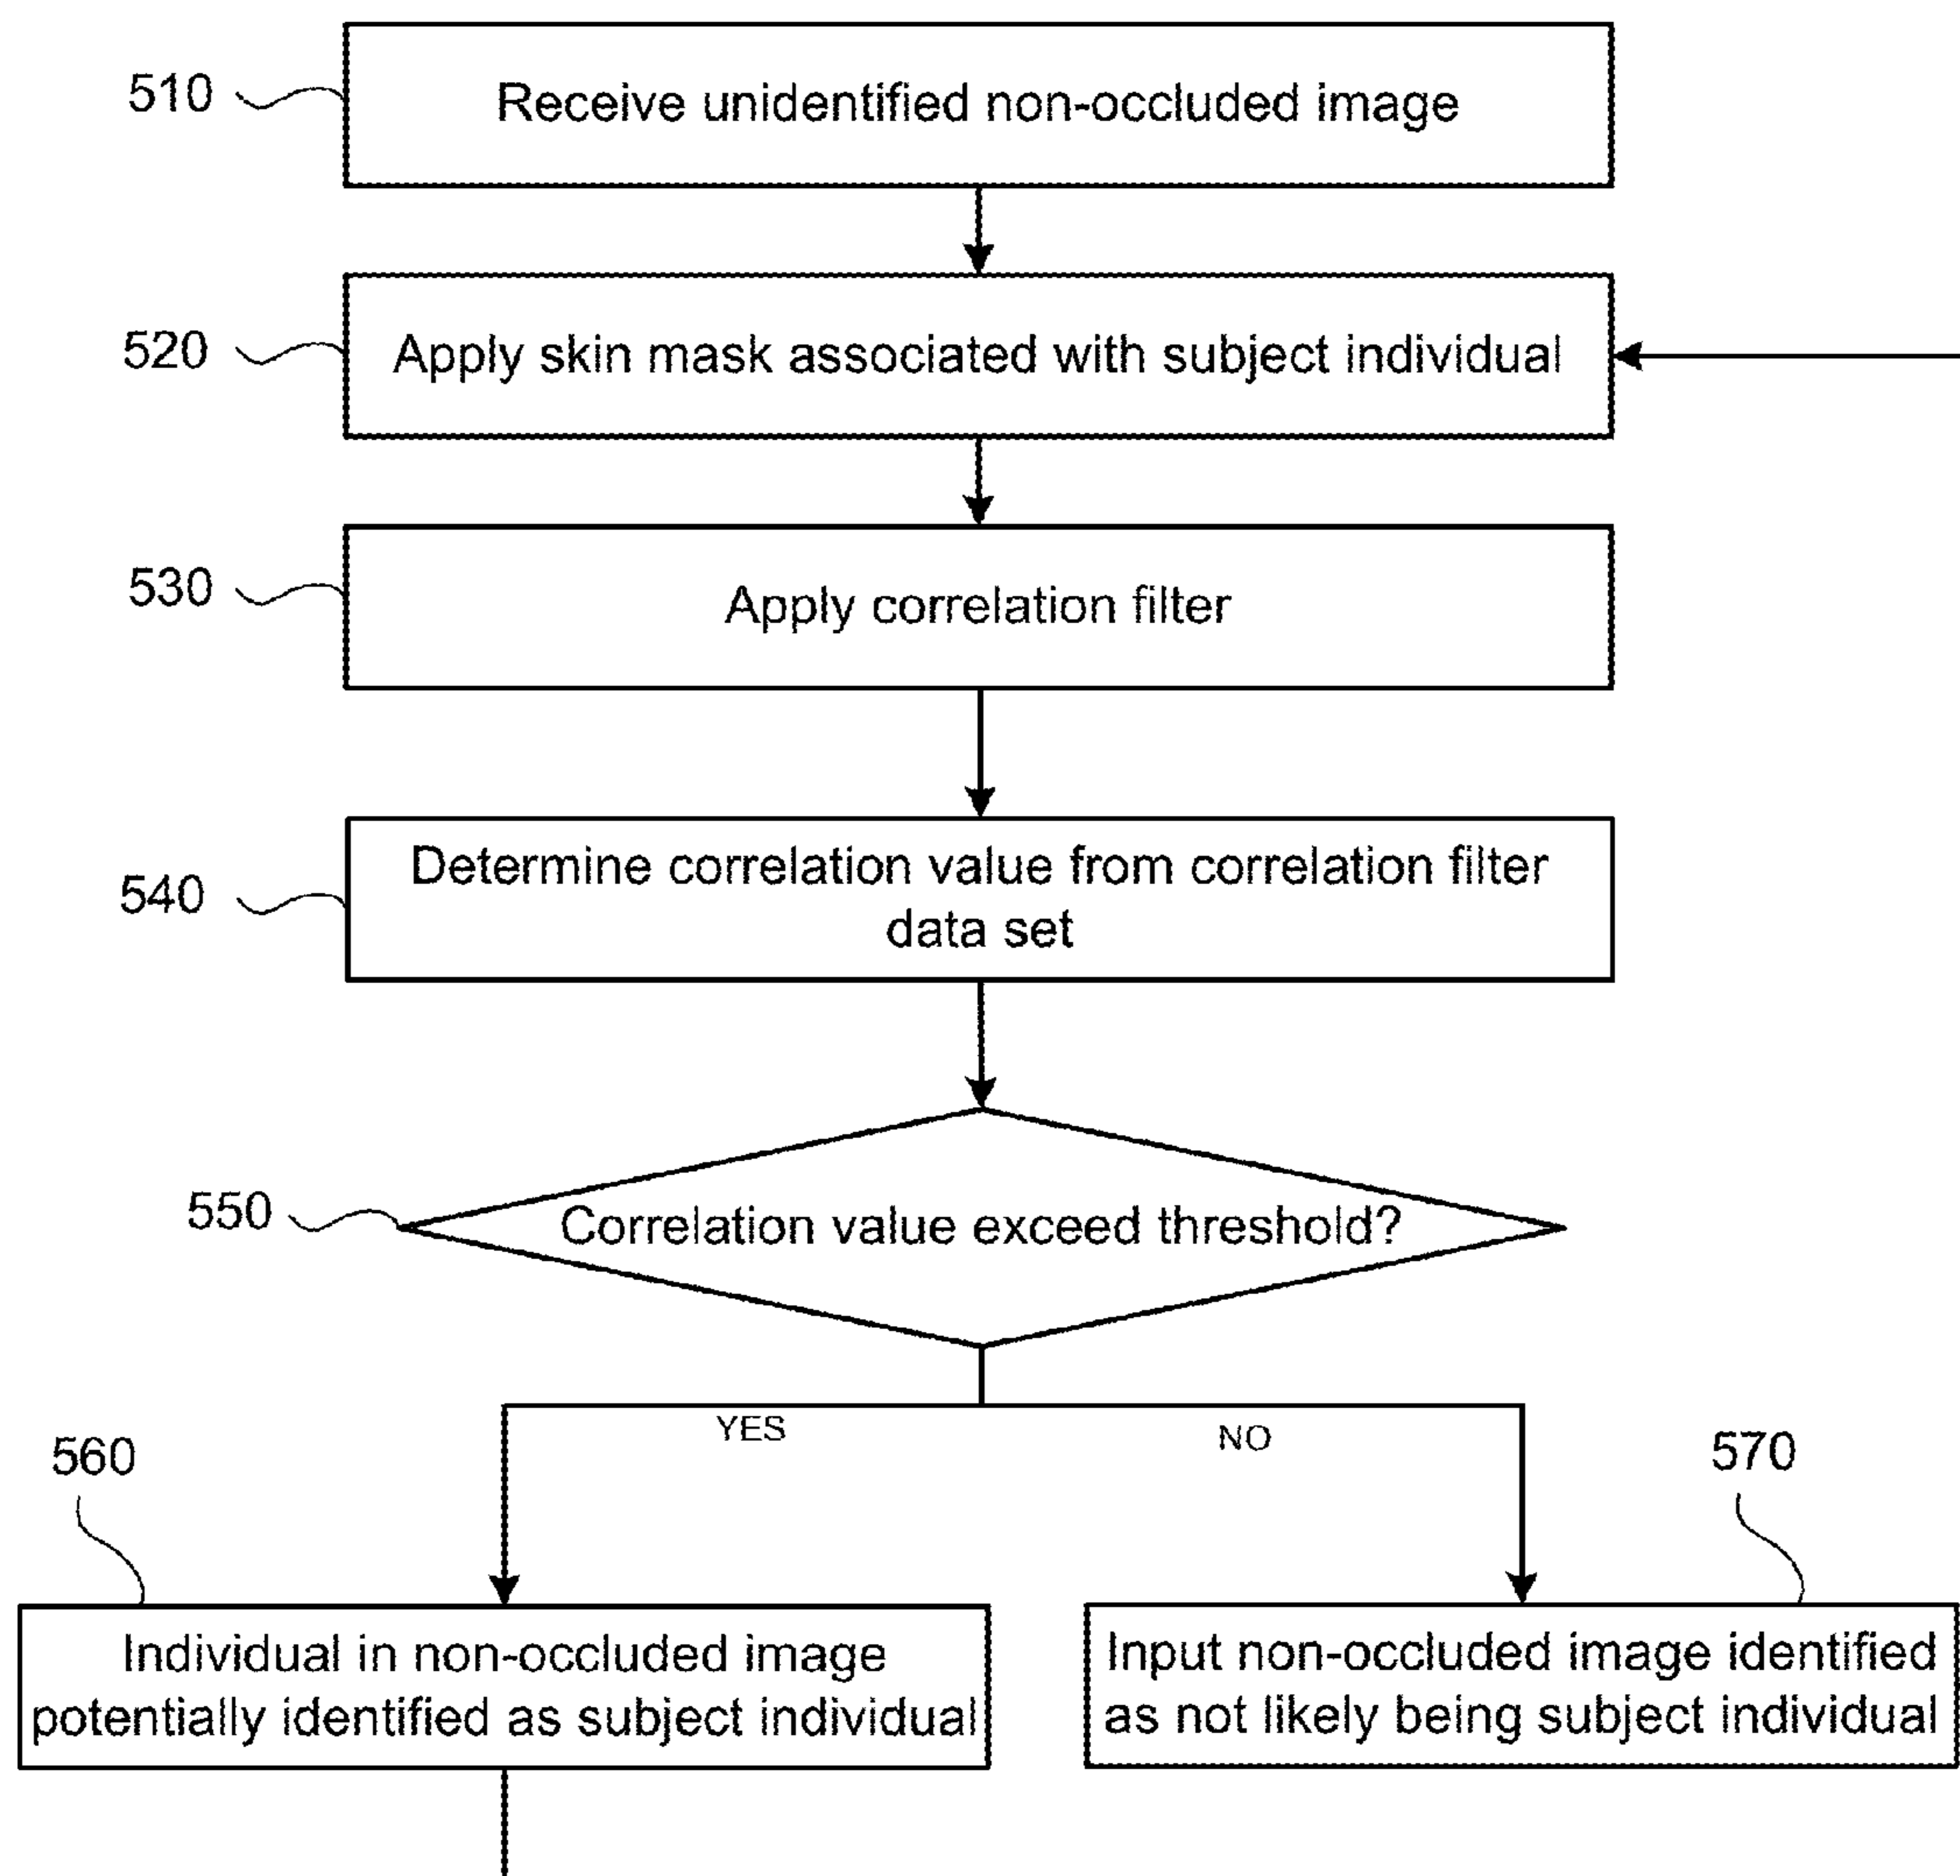 510
Receive unidentified non-occluded image
520
Apply skin mask associated with subject individual
530
Apply correlation filter
540
Determine correlation value from correlation filter
data set
550
Correlation value exceed threshold?
YES
NO
560
570
Individual in non-occluded image
potentially identified as subject individual
Input non-occluded image identified
as not likely being subject individual